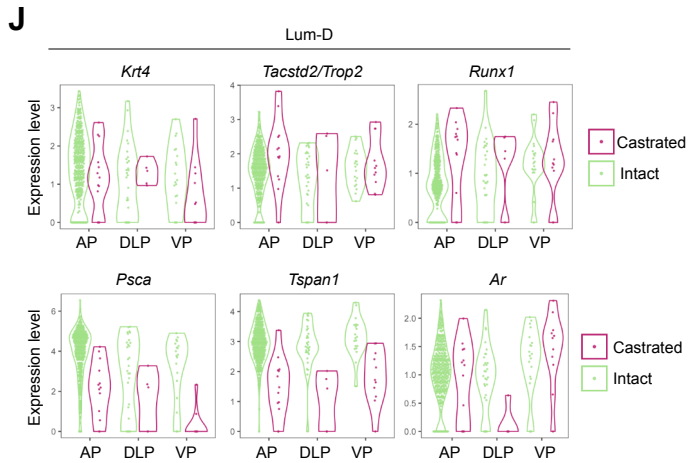 J
Lum-D
Krt4 Tacstd2/Trop2 Runx1
Expression level
3
2
1
0
4
3
2
1
0
2
1
0
AP DLP VP AP DLP VP AP DLP VP
Castrated
Intact
Psca Tspan1 Ar
Expression level
6
4
2
0
4
3
2
1
0
2.0
1.5
1.0
0.5
0.0
AP DLP VP AP DLP VP AP DLP VP
Castrated
Intact